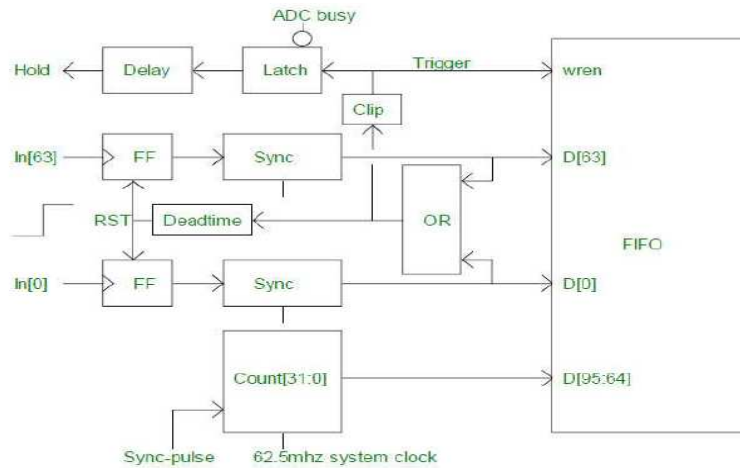 ADC busy
Hold Delay Latch Trigger wren
Clip
In[63] FF Sync D[63]
RST Deadtime OR FIFO
In[0] FF Sync D[0]
Count[31:0] D[95:64]
Sync-pulse 62.5mhz system clock